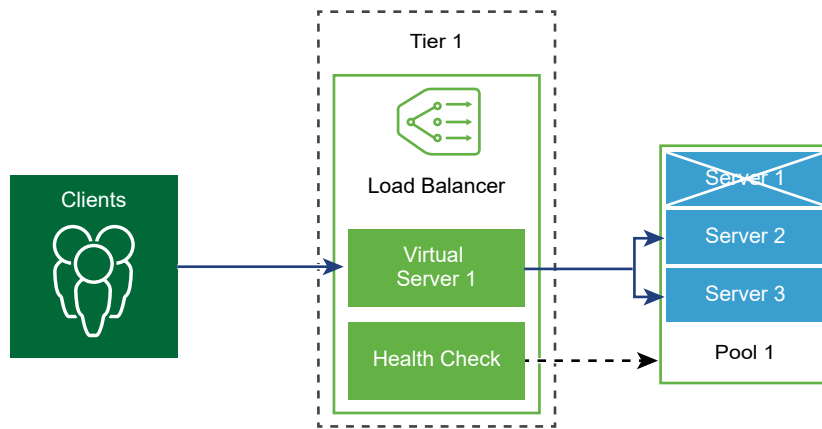 Tier 1
Load Balancer
Clients
Virtual
Server 1
Health Check
Server 1
Server 2
Server 3
Pool 1